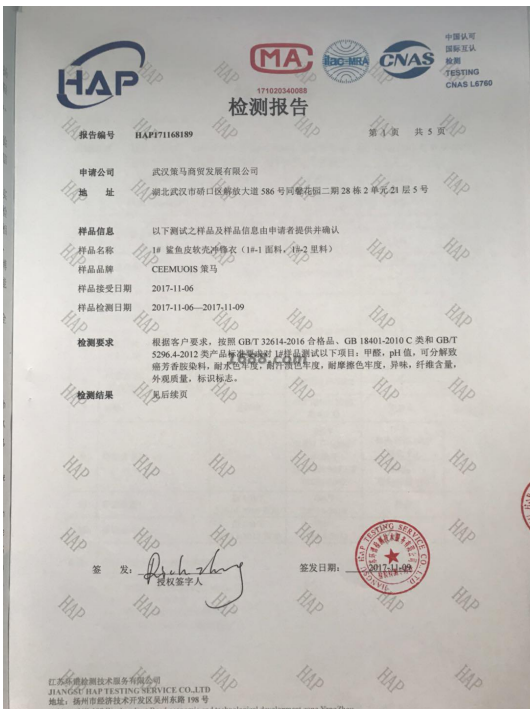 HAP
MA
171020340088
ilac-MRA
CNAS
中国认可
国际互认
检测
TESTING
CNAS L6760
检测报告
报告编号 HAP171168189 第 1 页 共 5 页
申请公司 武汉策马商贸发展有限公司
地 址 湖北武汉市硚口区解放大道 586 号同馨花园二期 28 栋 2 单元 21 层 5 号
样品信息 以下测试之样品及样品信息由申请者提供并确认
样品名称 1# 鲨鱼皮软壳冲锋衣（1#-1 面料，1#-2 里料）
样品品牌 CEEMUOIS 策马
样品接受日期 2017-11-06
样品检测日期 2017-11-06—2017-11-09
检测要求 根据客户要求，按照 GB/T 32614-2016 合格品、GB 18401-2010 C 类和 GB/T
5296.4-2012 类产品标准要求对 1#样品测试以下项目：甲醛，pH 值，可分解致
癌芳香胺染料，耐水色牢度，耐汗渍色牢度，耐摩擦色牢度，异味，纤维含量，
外观质量，标识标志。
1688.com
检测结果 见后续页
签 发：
授权签字人
签发日期： 2017-11-09
JIANGSU HAP TESTING SERVICE CO.,LTD
江苏 检测技术服务有限公司
JIANGSU HAP TESTING SERVICE CO.,LTD
地址：扬州市经济技术开发区吴州东路 198 号